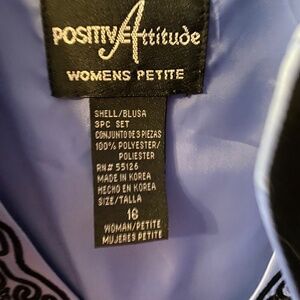 POSITIVE Attitude
WOMENS PETITE
SHELL/BLUSA
3PC SET
CONJUNTO DE 3 PIEZAS
100% POLYESTER/
POLIESTER
RN# 55126
MADE IN KOREA
HECHO EN KOREA
SIZE/TALLA
16
WOMAN/PETITE
MUJERES PETITE